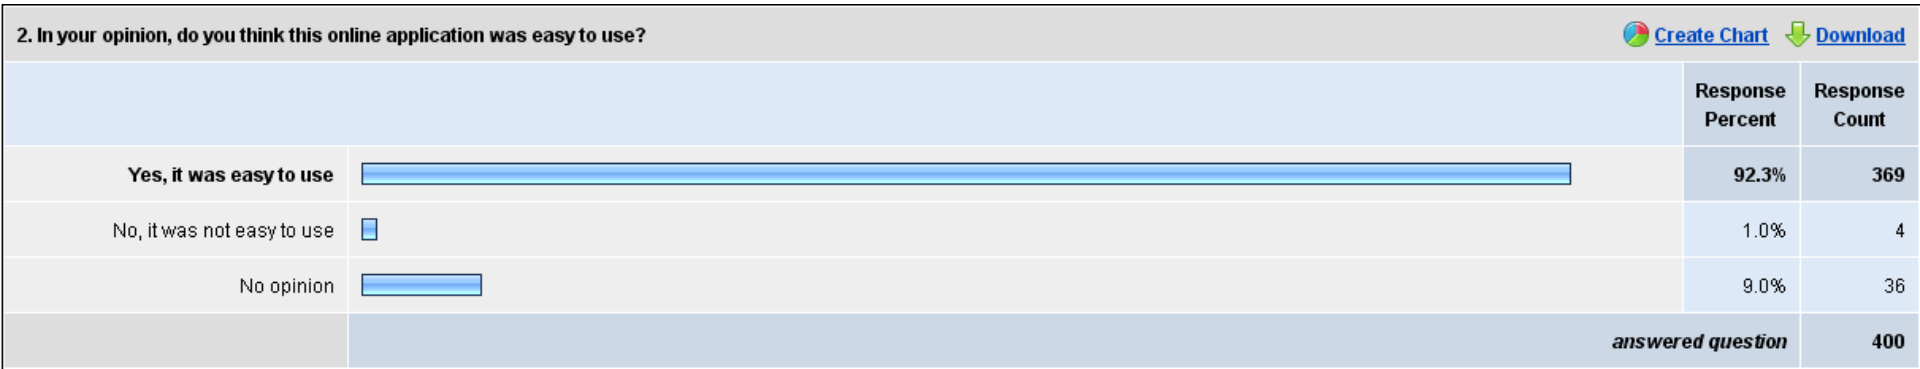 2. In your opinion, do you think this online application was easy to use? Create Chart Download
Response Percent Response Count
Yes, it was easy to use 92.3% 369
No, it was not easy to use 1.0% 4
No opinion 9.0% 36
answered question 400